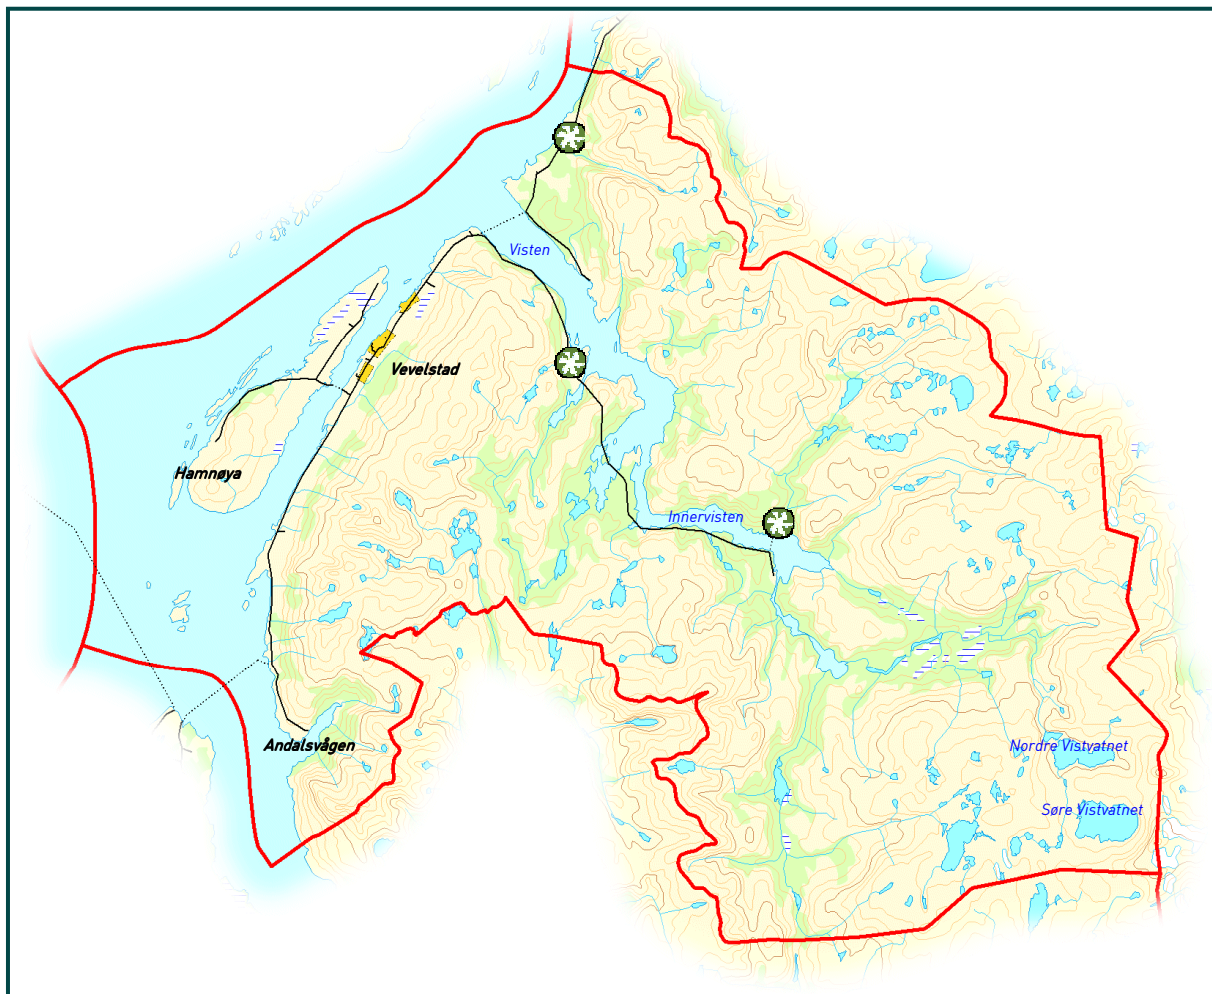 Visten
Vevelstad
Hamnøya
Innervisten
Andalsvågen
Nordre Vistvatnet
Søre Vistvatnet